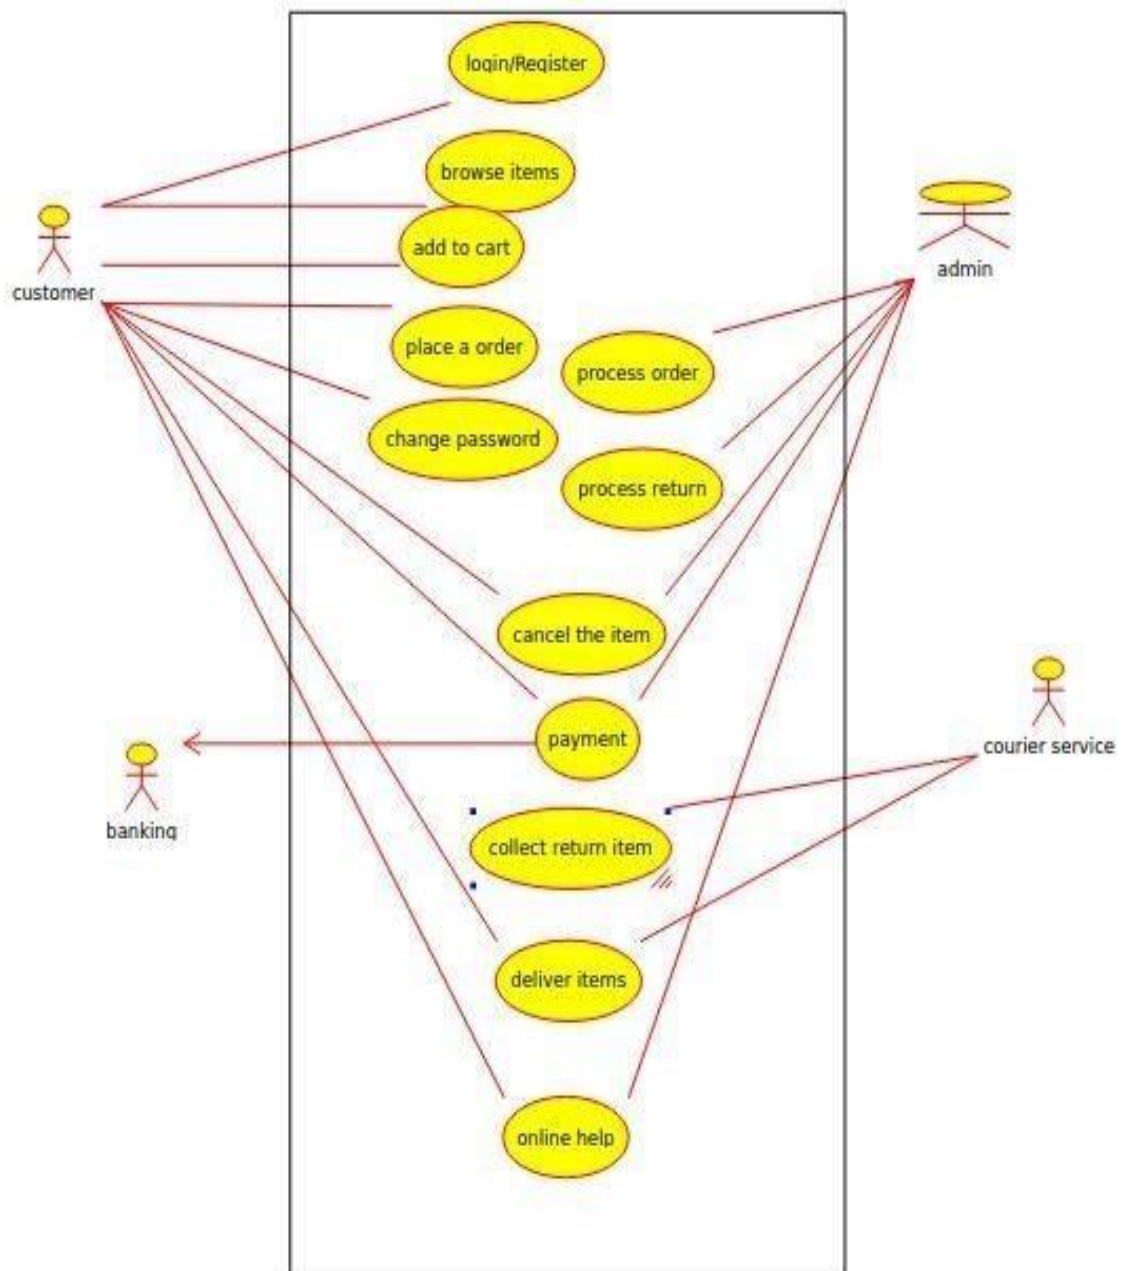 login/Register
browse items
add to cart
customer
admin
place a order
process order
change password
process return
cancel the item
payment
courier service
banking
collect return item
deliver items
online help